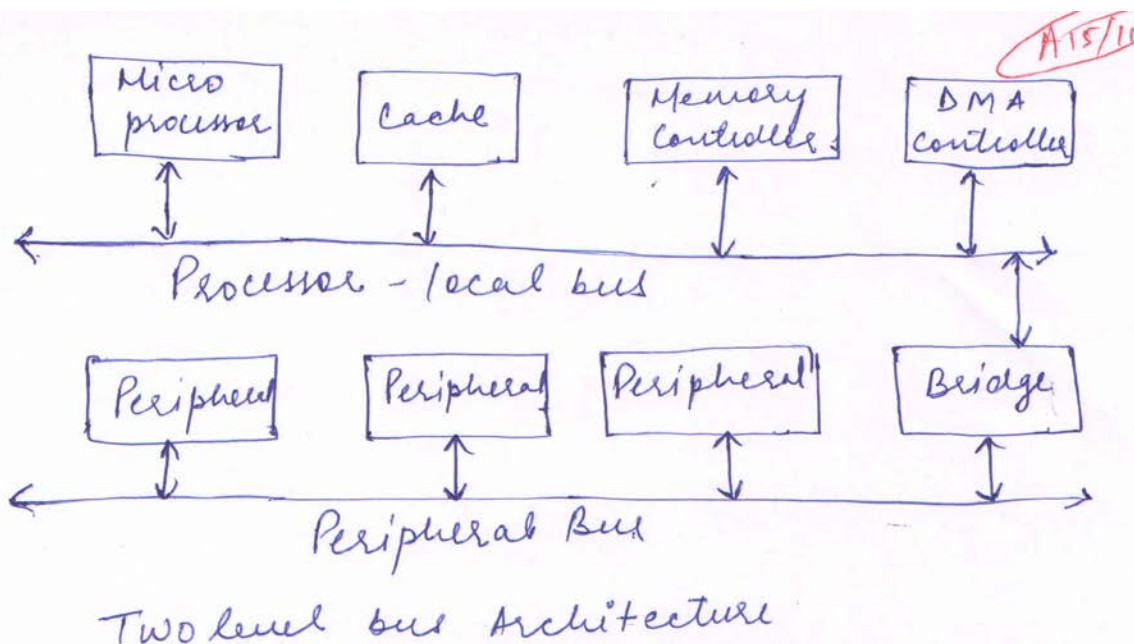 A15/11
Micro
processor
Cache
Memory
Controller
DMA
Controller
Processor - local bus
Peripheral
Peripheral
Peripheral
Bridge
Peripheral Bus
Two level bus Architecture